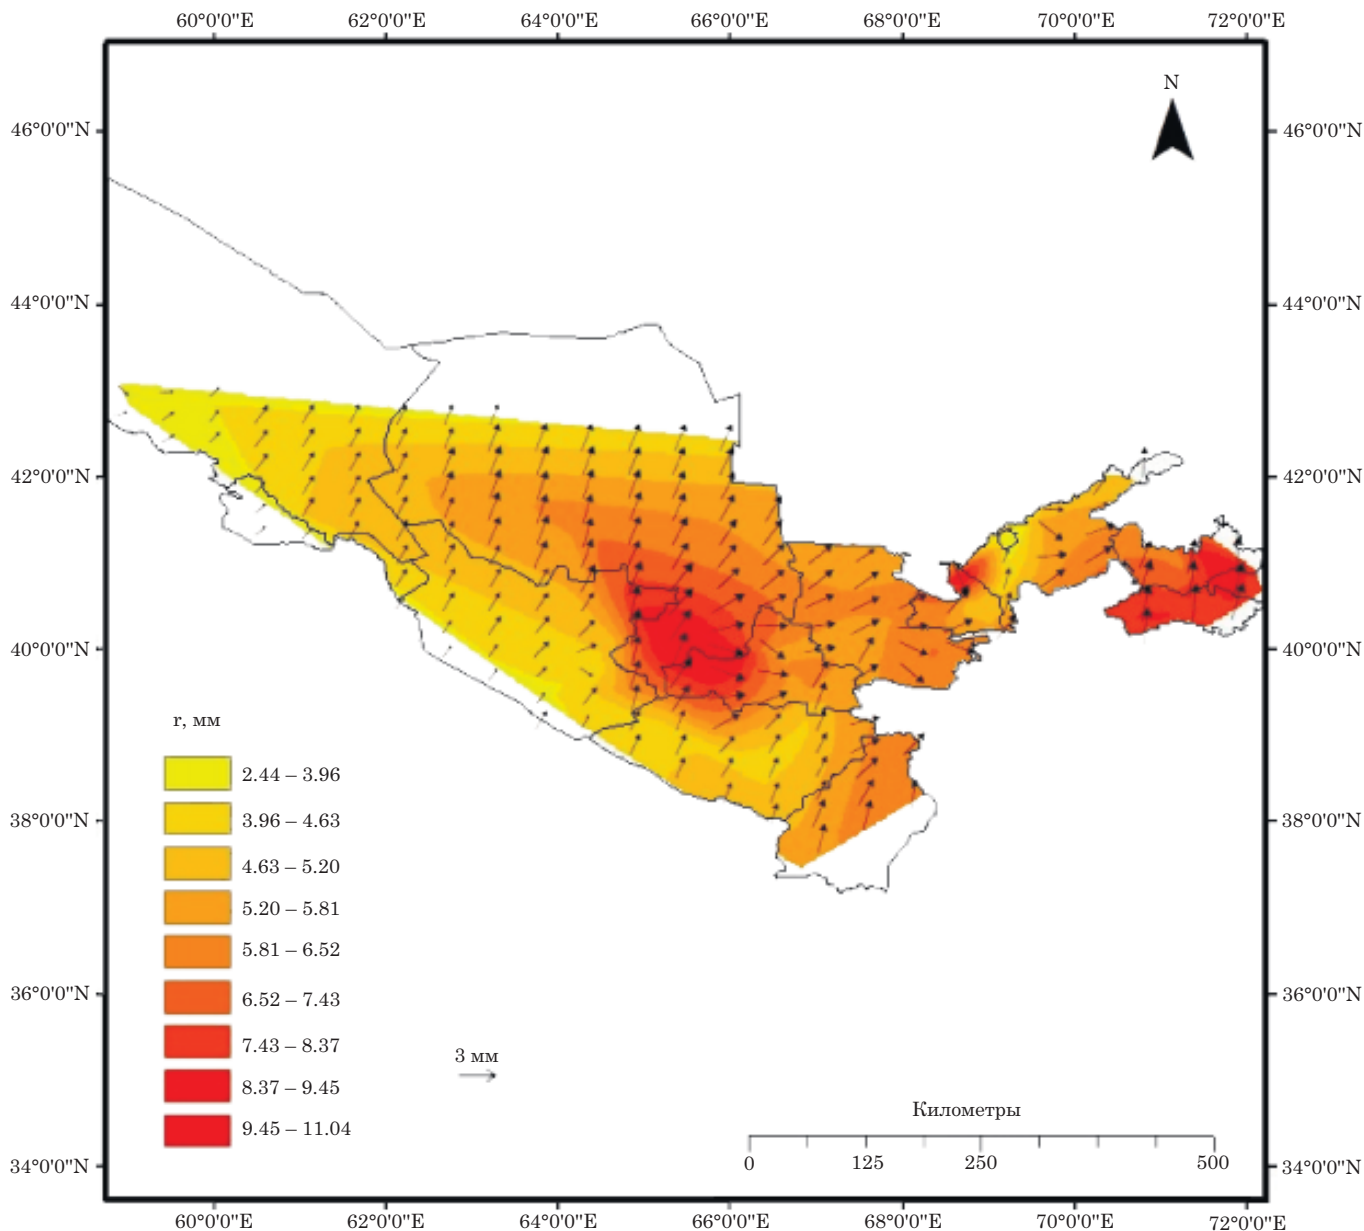 60°0'0"E 62°0'0"E 64°0'0"E 66°0'0"E 68°0'0"E 70°0'0"E 72°0'0"E
N
46°0'0"N 46°0'0"N
44°0'0"N 44°0'0"N
42°0'0"N 42°0'0"N
40°0'0"N 40°0'0"N
r, мм
2.44 – 3.96
3.96 – 4.63
38°0'0"N 38°0'0"N
4.63 – 5.20
5.20 – 5.81
5.81 – 6.52
36°0'0"N 36°0'0"N
6.52 – 7.43
7.43 – 8.37
3 мм
8.37 – 9.45
Километры
9.45 – 11.04
0 125 250 500
34°0'0"N 34°0'0"N
60°0'0"E 62°0'0"E 64°0'0"E 66°0'0"E 68°0'0"E 70°0'0"E 72°0'0"E